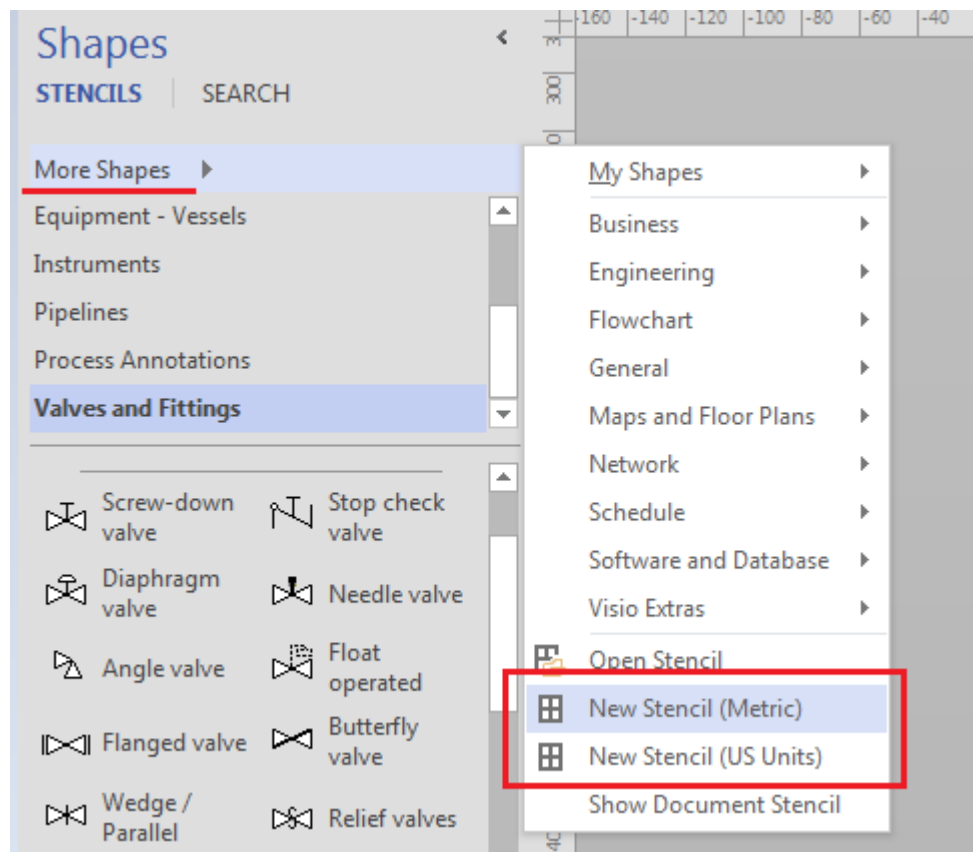 Shapes
STENCILS SEARCH
More Shapes
Equipment - Vessels
Instruments
Pipelines
Process Annotations
Valves and Fittings
Screw-down valve
Stop check valve
Diaphragm valve
Needle valve
Angle valve
Float operated
Flanged valve
Butterfly valve
Wedge / Parallel
Relief valves
-160 -140 -120 -100 -80 -60 -40
300
My Shapes
Business
Engineering
Flowchart
General
Maps and Floor Plans
Network
Schedule
Software and Database
Visio Extras
Open Stencil
New Stencil (Metric)
New Stencil (US Units)
Show Document Stencil